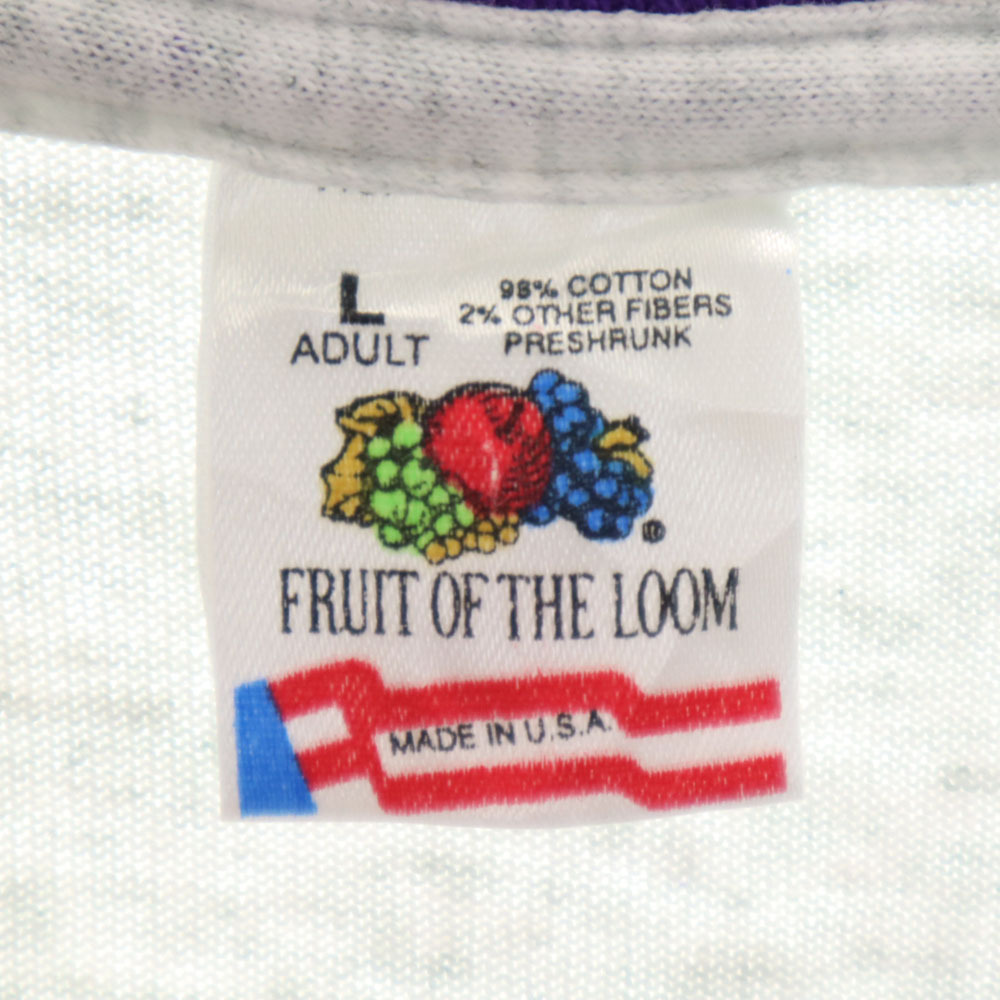 L
ADULT
98% COTTON
2% OTHER FIBERS
PRESHRUNK
®
FRUIT OF THE LOOM
MADE IN U.S.A.